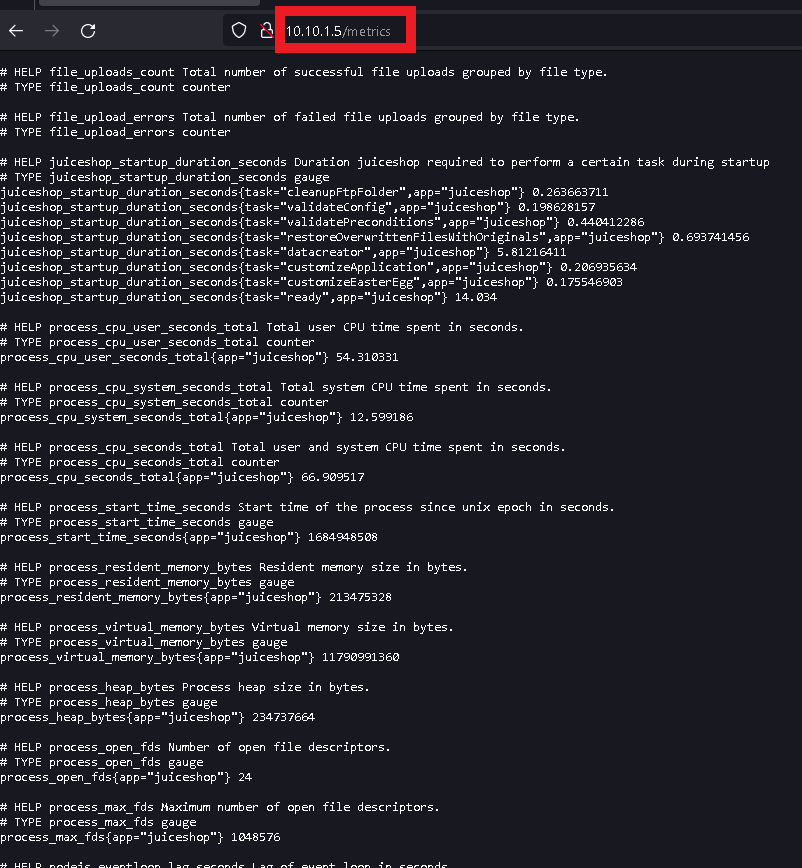 10.10.1.5/metrics
# HELP file_uploads_count Total number of successful file uploads grouped by file type.
# TYPE file_uploads_count counter
# HELP file_upload_errors Total number of failed file uploads grouped by file type.
# TYPE file_upload_errors counter
# HELP juiceshop_startup_duration_seconds Duration juiceshop required to perform a certain task during startup
# TYPE juiceshop_startup_duration_seconds gauge
juiceshop_startup_duration_seconds{task="cleanupFtpFolder",app="juiceshop"} 0.263663711
juiceshop_startup_duration_seconds{task="validateConfig",app="juiceshop"} 0.198628157
juiceshop_startup_duration_seconds{task="validatePreconditions",app="juiceshop"} 0.440412286
juiceshop_startup_duration_seconds{task="restoreOverwrittenFilesWithOriginals",app="juiceshop"} 0.693741456
juiceshop_startup_duration_seconds{task="datacreator",app="juiceshop"} 5.81216411
juiceshop_startup_duration_seconds{task="customizeApplication",app="juiceshop"} 0.206935634
juiceshop_startup_duration_seconds{task="customizeEasterEgg",app="juiceshop"} 0.175546903
juiceshop_startup_duration_seconds{task="ready",app="juiceshop"} 14.034
# HELP process_cpu_user_seconds_total Total user CPU time spent in seconds.
# TYPE process_cpu_user_seconds_total counter
process_cpu_user_seconds_total{app="juiceshop"} 54.310331
# HELP process_cpu_system_seconds_total Total system CPU time spent in seconds.
# TYPE process_cpu_system_seconds_total counter
process_cpu_system_seconds_total{app="juiceshop"} 12.599186
# HELP process_cpu_seconds_total Total user and system CPU time spent in seconds.
# TYPE process_cpu_seconds_total counter
process_cpu_seconds_total{app="juiceshop"} 66.909517
# HELP process_start_time_seconds Start time of the process since unix epoch in seconds.
# TYPE process_start_time_seconds gauge
process_start_time_seconds{app="juiceshop"} 1684948508
# HELP process_resident_memory_bytes Resident memory size in bytes.
# TYPE process_resident_memory_bytes gauge
process_resident_memory_bytes{app="juiceshop"} 213475328
# HELP process_virtual_memory_bytes Virtual memory size in bytes.
# TYPE process_virtual_memory_bytes gauge
process_virtual_memory_bytes{app="juiceshop"} 11790991360
# HELP process_heap_bytes Process heap size in bytes.
# TYPE process_heap_bytes gauge
process_heap_bytes{app="juiceshop"} 234737664
# HELP process_open_fds Number of open file descriptors.
# TYPE process_open_fds gauge
process_open_fds{app="juiceshop"} 24
# HELP process_max_fds Maximum number of open file descriptors.
# TYPE process_max_fds gauge
process_max_fds{app="juiceshop"} 1048576
# HELP nodejs_eventloop_lag_seconds Lag of event loop in seconds.